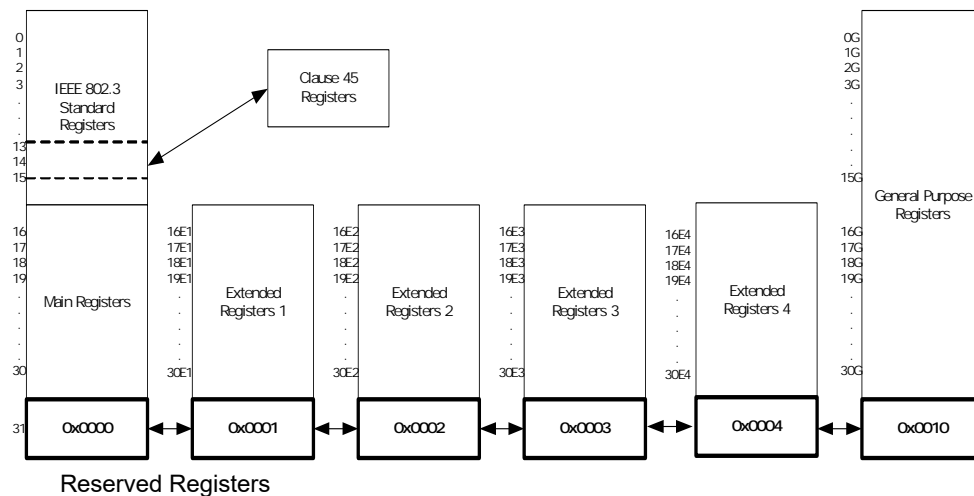 0
1
2
3
.
.
.
13
14
15
IEEE 802.3
Standard
Registers
Clause 45
Registers
0G
1G
2G
3G
.
.
.
.
.
15G
General Purpose
Registers
16
17
18
19
.
.
.
.
.
30
Main Registers
16E1
17E1
18E1
19E1
.
.
.
.
.
30E1
Extended
Registers 1
16E2
17E2
18E2
19E2
.
.
.
.
.
30E2
Extended
Registers 2
16E3
17E3
18E3
19E3
.
.
.
.
.
30E3
Extended
Registers 3
16E4
17E4
18E4
19E4
.
.
.
.
.
30E4
Extended
Registers 4
16G
17G
18G
19G
.
.
.
.
.
30G
31
0x0000
0x0001
0x0002
0x0003
0x0004
0x0010
Reserved Registers